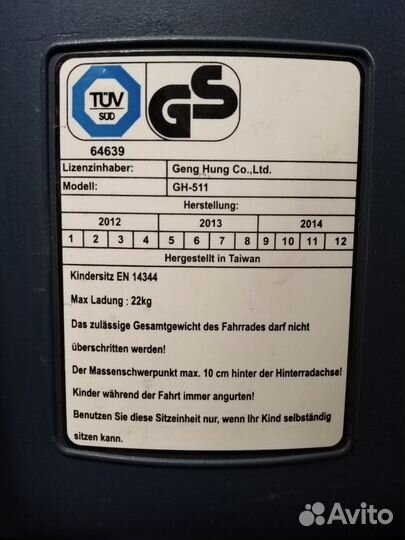 TÜV
SÜD
GS
64639
Lizenzinhaber: Geng Hung Co.,Ltd.
Modell: GH-511
Herstellung:
2012 2013 2014
1 2 3 4 5 6 7 8 9 10 11 12
Hergestellt in Taiwan
Kindersitz EN 14344
Max Ladung : 22kg
Das zulässige Gesamtgewicht des Fahrrades darf nicht
überschritten werden!
Der Massenschwerpunkt max. 10 cm hinter der Hinterradachse!
Kinder während der Fahrt immer angurten!
Benutzen Sie diese Sitzeinheit nur, wenn Ihr Kind selbständig
sitzen kann.
Avito